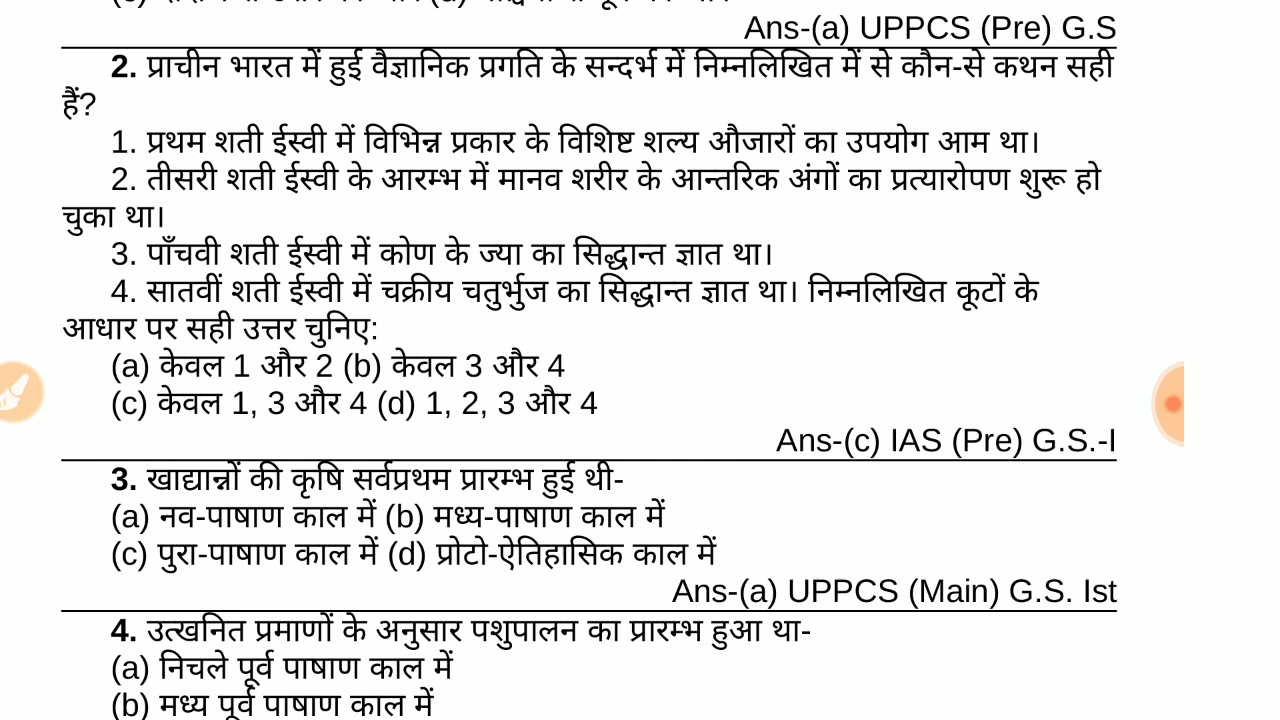 Ans-(a) UPPCS (Pre) G.S
2. प्राचीन भारत में हुई वैज्ञानिक प्रगति के सन्दर्भ में निम्नलिखित में से कौन-से कथन सही
हैं?
1. प्रथम शती ईस्वी में विभिन्न प्रकार के विशिष्ट शल्य औजारों का उपयोग आम था।
2. तीसरी शती ईस्वी के आरम्भ में मानव शरीर के आन्तरिक अंगों का प्रत्यारोपण शुरू हो
चुका था।
3. पाँचवी शती ईस्वी में कोण के ज्या का सिद्धान्त ज्ञात था।
4. सातवीं शती ईस्वी में चक्रीय चतुर्भुज का सिद्धान्त ज्ञात था। निम्नलिखित कूटों के
आधार पर सही उत्तर चुनिए:
(a) केवल 1 और 2 (b) केवल 3 और 4
(c) केवल 1, 3 और 4 (d) 1, 2, 3 और 4
Ans-(c) IAS (Pre) G.S.-I
3. खाद्यान्नों की कृषि सर्वप्रथम प्रारम्भ हुई थी-
(a) नव-पाषाण काल में (b) मध्य-पाषाण काल में
(c) पुरा-पाषाण काल में (d) प्रोटो-ऐतिहासिक काल में
Ans-(a) UPPCS (Main) G.S. Ist
4. उत्खनित प्रमाणों के अनुसार पशुपालन का प्रारम्भ हुआ था-
(a) निचले पूर्व पाषाण काल में
(b) मध्य पूर्व पाषाण काल में